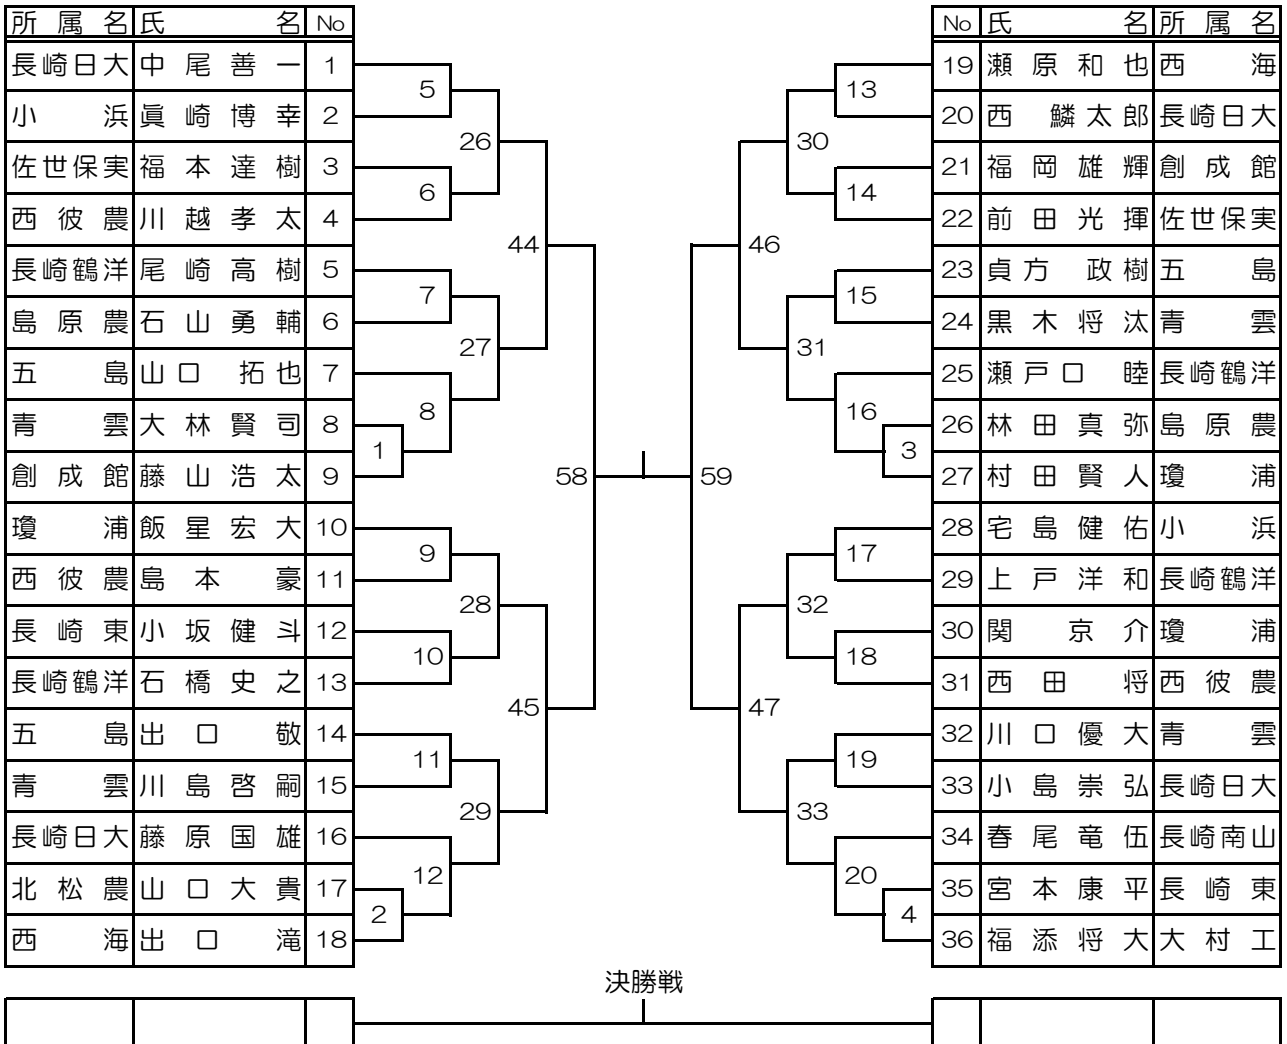 所属名 氏名 No No 氏名 所属名
長崎日大 中尾善一 1 19 瀬原和也 西海
5 13
小浜 眞崎博幸 2 20 西鱗太郎 長崎日大
26 30
佐世保実 福本達樹 3 21 福岡雄輝 創成館
6 14
西彼農 川越孝太 4 22 前田光揮 佐世保実
44 46
長崎鶴洋 尾崎高樹 5 23 貞方政樹 五島
7 15
島原農 石山勇輔 6 24 黒木将汰 青雲
27 31
五島 山口拓也 7 25 瀬戸口睦 長崎鶴洋
8 16
青雲 大林賢司 8 26 林田真弥 島原農
1 3
創成館 藤山浩太 9 58 59 27 村田賢人 瓊浦
瓊浦 飯星宏大 10 28 宅島健佑 小浜
9 17
西彼農 島本豪 11 29 上戸洋和 長崎鶴洋
28 32
長崎東 小坂健斗 12 30 関京介 瓊浦
10 18
長崎鶴洋 石橋史之 13 31 西田将 西彼農
45 47
五島 出口敬 14 32 川口優大 青雲
11 19
青雲 川島啓嗣 15 33 小島崇弘 長崎日大
29 33
長崎日大 藤原国雄 16 34 春尾竜伍 長崎南山
12 20
北松農 山口大貴 17 35 宮本康平 長崎東
2 4
西海 出口滝 18 36 福添将大 大村工
決勝戦